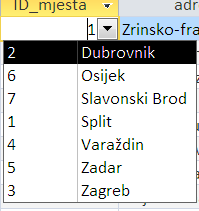 ID_mjesta adr
1 Zrinsko-fra
2 Dubrovnik
6 Osijek
7 Slavonski Brod
1 Split
4 Varaždin
5 Zadar
3 Zagreb